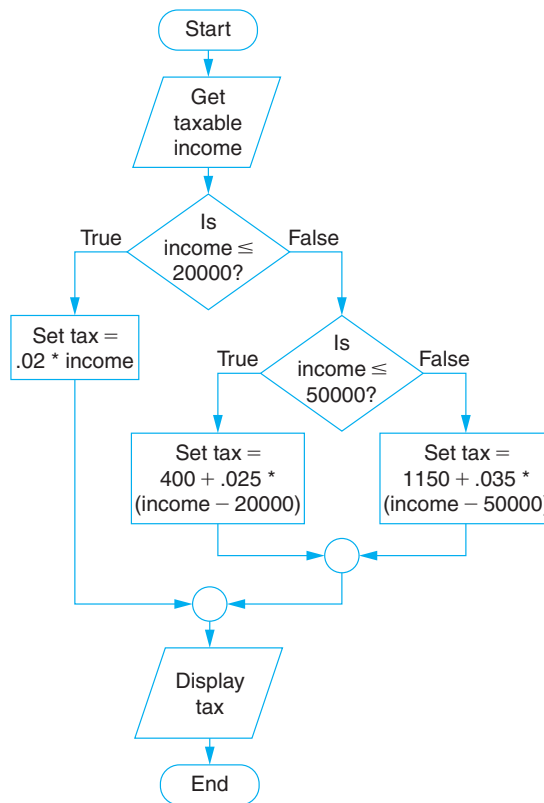 Start
Get
taxable
income
Is
income ≤
20000?
True
False
Set tax =
.02 * income
Is
income ≤
50000?
True
False
Set tax =
400 + .025 *
(income − 20000)
Set tax =
1150 + .035 *
(income − 50000)
Display
tax
End